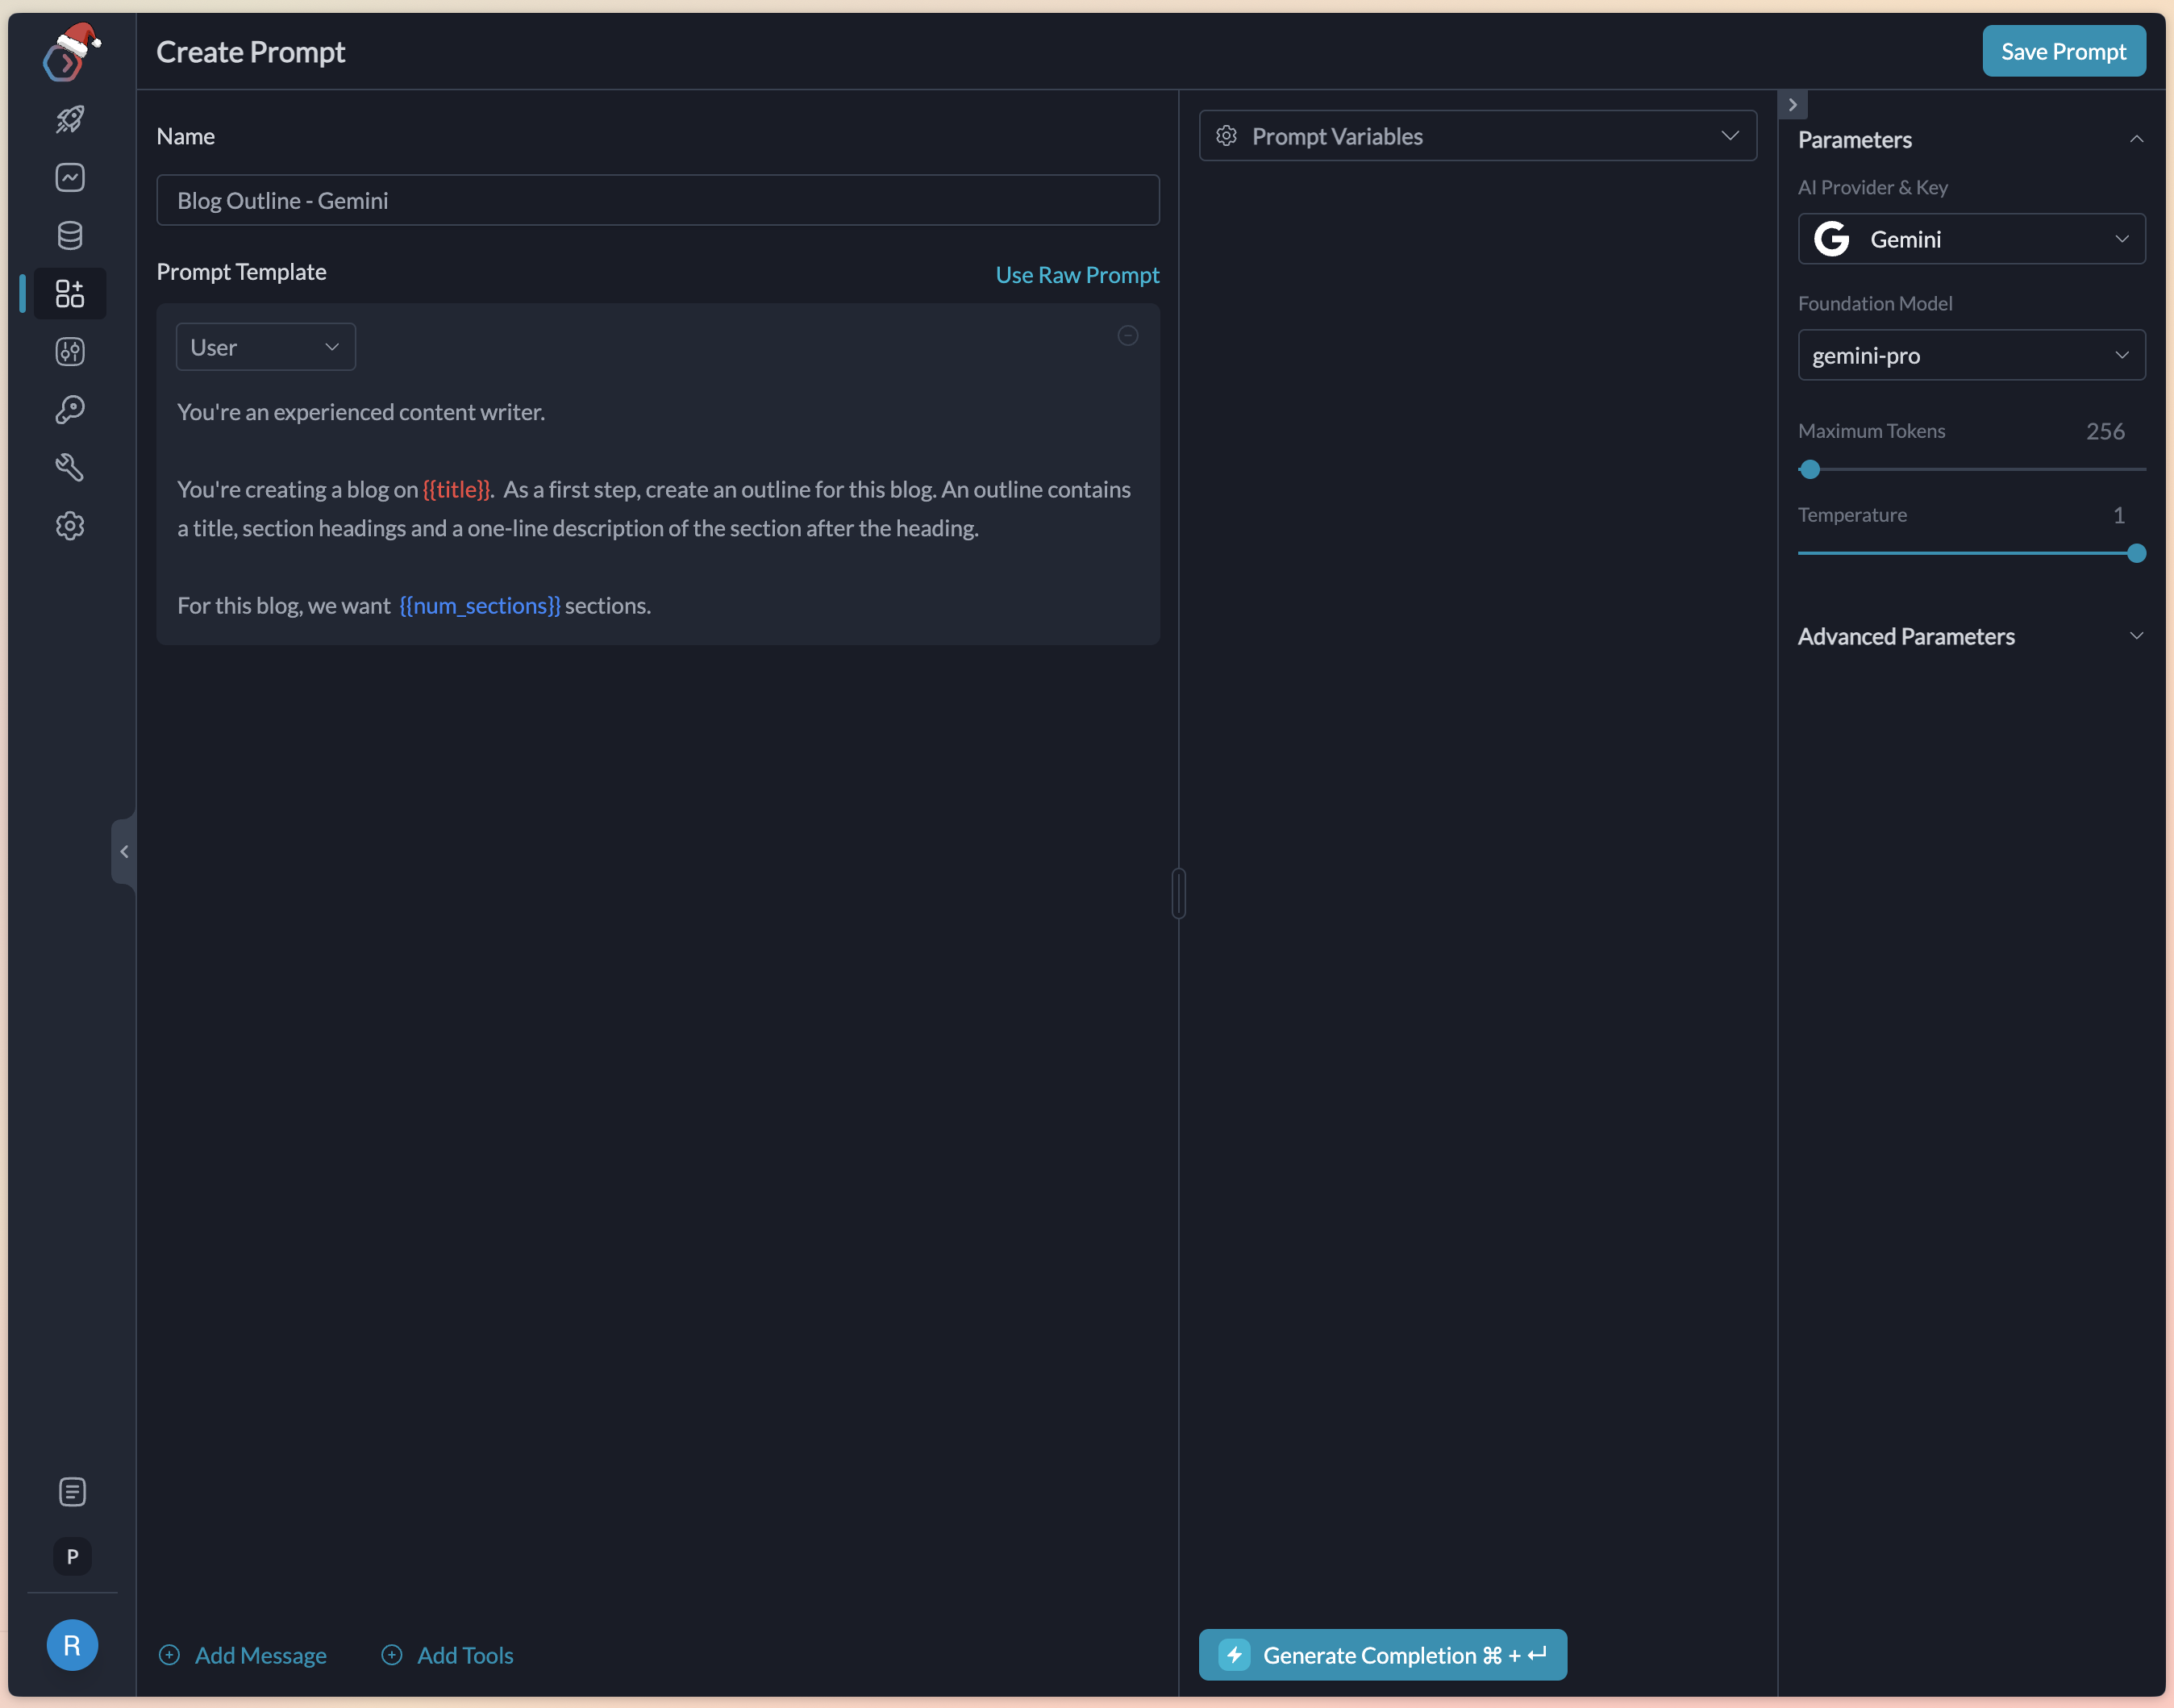 Create Prompt
Save Prompt
Name
Blog Outline - Gemini
Prompt Template
Use Raw Prompt
User
You're an experienced content writer.
You're creating a blog on {{title}}. As a first step, create an outline for this blog. An outline contains
a title, section headings and a one-line description of the section after the heading.
For this blog, we want {{num_sections}} sections.
Add Message
Add Tools
Prompt Variables
Generate Completion ⌘ + ↵
Parameters
AI Provider & Key
G Gemini
Foundation Model
gemini-pro
Maximum Tokens 256
Temperature 1
Advanced Parameters
P
R